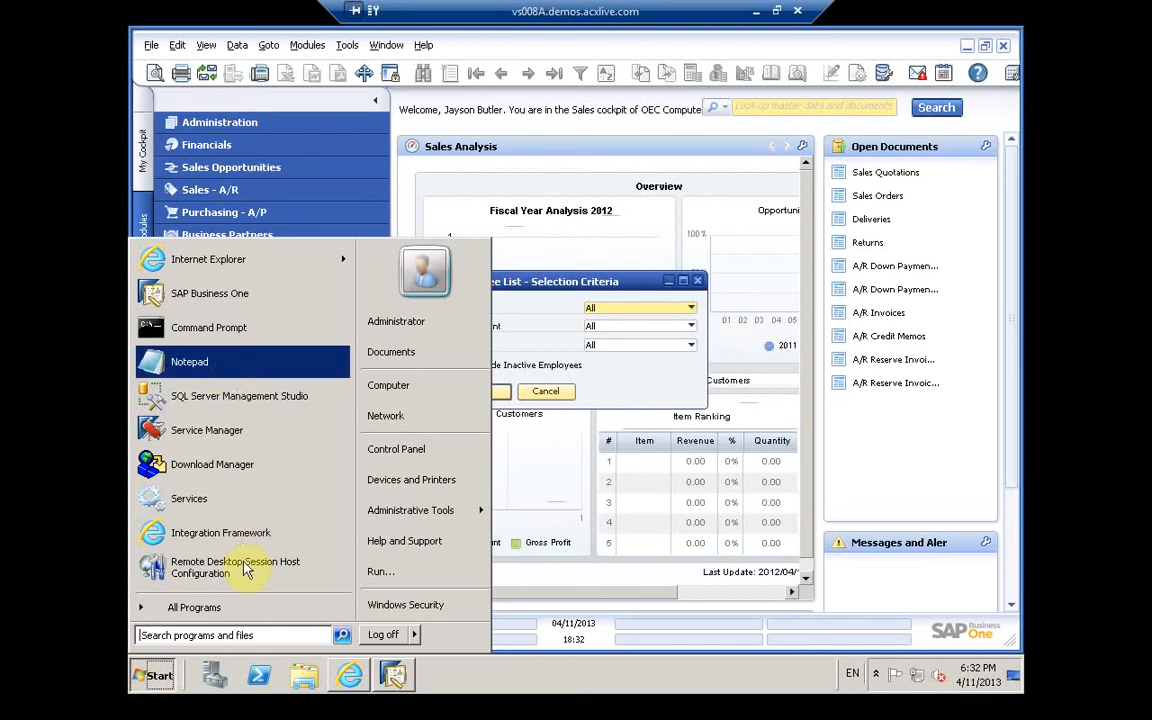 vs008A.demos.acxlive.com
File Edit View Data Goto Modules Tools Window Help
Welcome, Jayson Butler. You are in the Sales cockpit of OEC Compute
Look up master data and documents
Search
My Cockpit
Modules
Administration
Financials
Sales Opportunities
Sales - A/R
Purchasing - A/P
Business Partners
Sales Analysis
Overview
Fiscal Year Analysis 2012
Opportuni
100 %
0 %
01 02 03 04 05
2011
Customers
Customers
Gross Profit
1
Item Ranking
# Item Revenue % Quantity
1 0.00 0% 0.00
2 0.00 0% 0.00
3 0.00 0% 0.00
4 0.00 0% 0.00
5 0.00 0% 0.00
Last Update: 2012/04/
ee List - Selection Criteria
All
nt All
All
de Inactive Employees
Cancel
Open Documents
Sales Quotations
Sales Orders
Deliveries
Returns
A/R Down Paymen...
A/R Down Paymen...
A/R Invoices
A/R Credit Memos
A/R Reserve Invoi...
A/R Reserve Invoic...
Messages and Aler
Internet Explorer
SAP Business One
Command Prompt
Notepad
SQL Server Management Studio
Service Manager
Download Manager
Services
Integration Framework
Remote Desktop Session Host
Configuration
All Programs
Search programs and files
Administrator
Documents
Computer
Network
Control Panel
Devices and Printers
Administrative Tools
Help and Support
Run...
Windows Security
Log off
04/11/2013
18:32
SAP Business
One
Start
EN
6:32 PM
4/11/2013